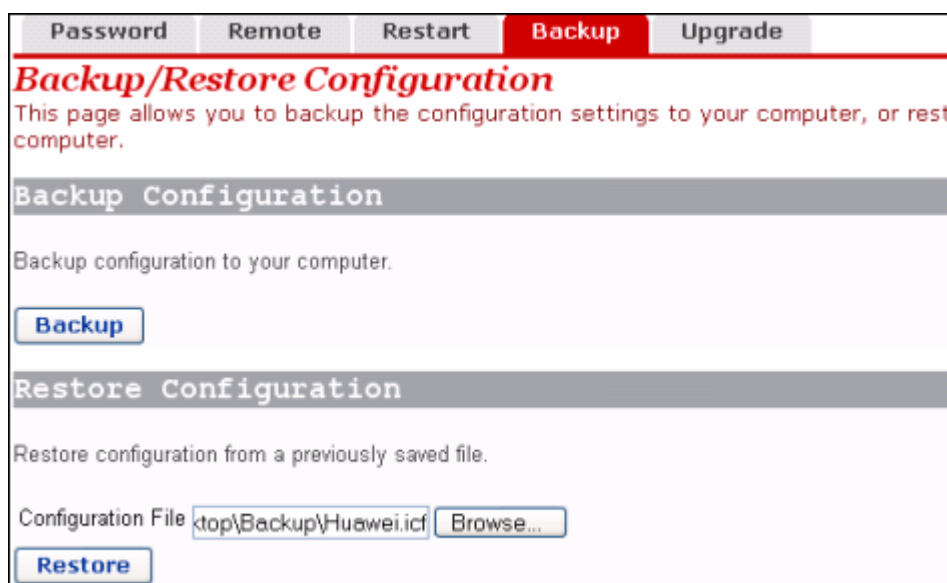 Password Remote Restart Backup Upgrade
Backup/Restore Configuration
This page allows you to backup the configuration settings to your computer, or rest
computer.
Backup Configuration
Backup configuration to your computer.
Backup
Restore Configuration
Restore configuration from a previously saved file.
Configuration File ktop\Backup\Huawei.icf Browse...
Restore